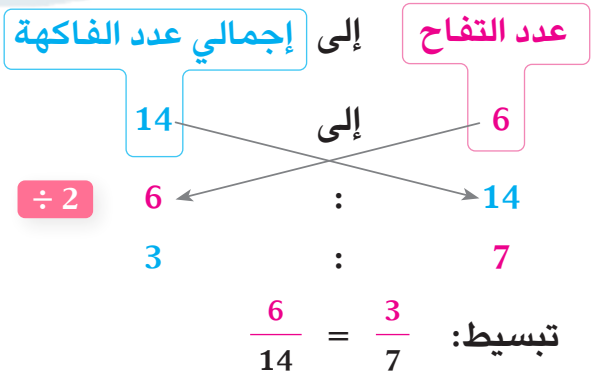 عدد التفاح إلى إجمالي عدد الفاكهة
6 إلى 14
14 : 6 ÷ 2
7 : 3
تبسيط: 3/7 = 6/14